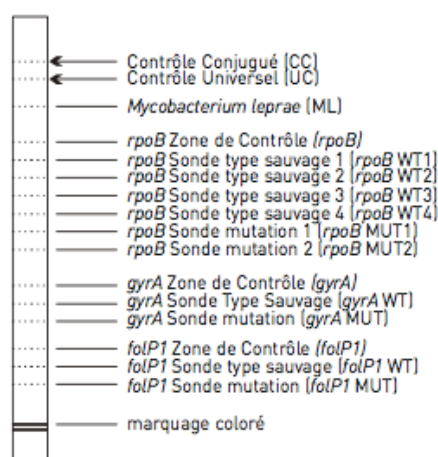 Contrôle Conjugué (CC)
Contrôle Universel (UC)
Mycobacterium leprae (ML)
rpoB Zone de Contrôle (rpoB)
rpoB Sonde type sauvage 1 (rpoB WT1)
rpoB Sonde type sauvage 2 (rpoB WT2)
rpoB Sonde type sauvage 3 (rpoB WT3)
rpoB Sonde type sauvage 4 (rpoB WT4)
rpoB Sonde mutation 1 (rpoB MUT1)
rpoB Sonde mutation 2 (rpoB MUT2)
gyrA Zone de Contrôle (gyrA)
gyrA Sonde Type Sauvage (gyrA WT)
gyrA Sonde mutation (gyrA MUT)
folP1 Zone de Contrôle (folP1)
folP1 Sonde type sauvage (folP1 WT)
folP1 Sonde mutation (folP1 MUT)
marquage coloré